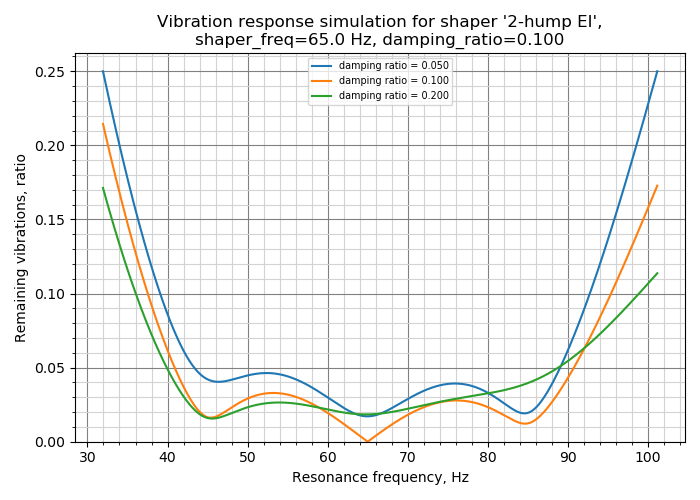 Vibration response simulation for shaper '2-hump EI',
shaper_freq=65.0 Hz, damping_ratio=0.100
damping ratio = 0.050
damping ratio = 0.100
damping ratio = 0.200
Remaining vibrations, ratio
0.25
0.20
0.15
0.10
0.05
0.00
30 40 50 60 70 80 90 100
Resonance frequency, Hz